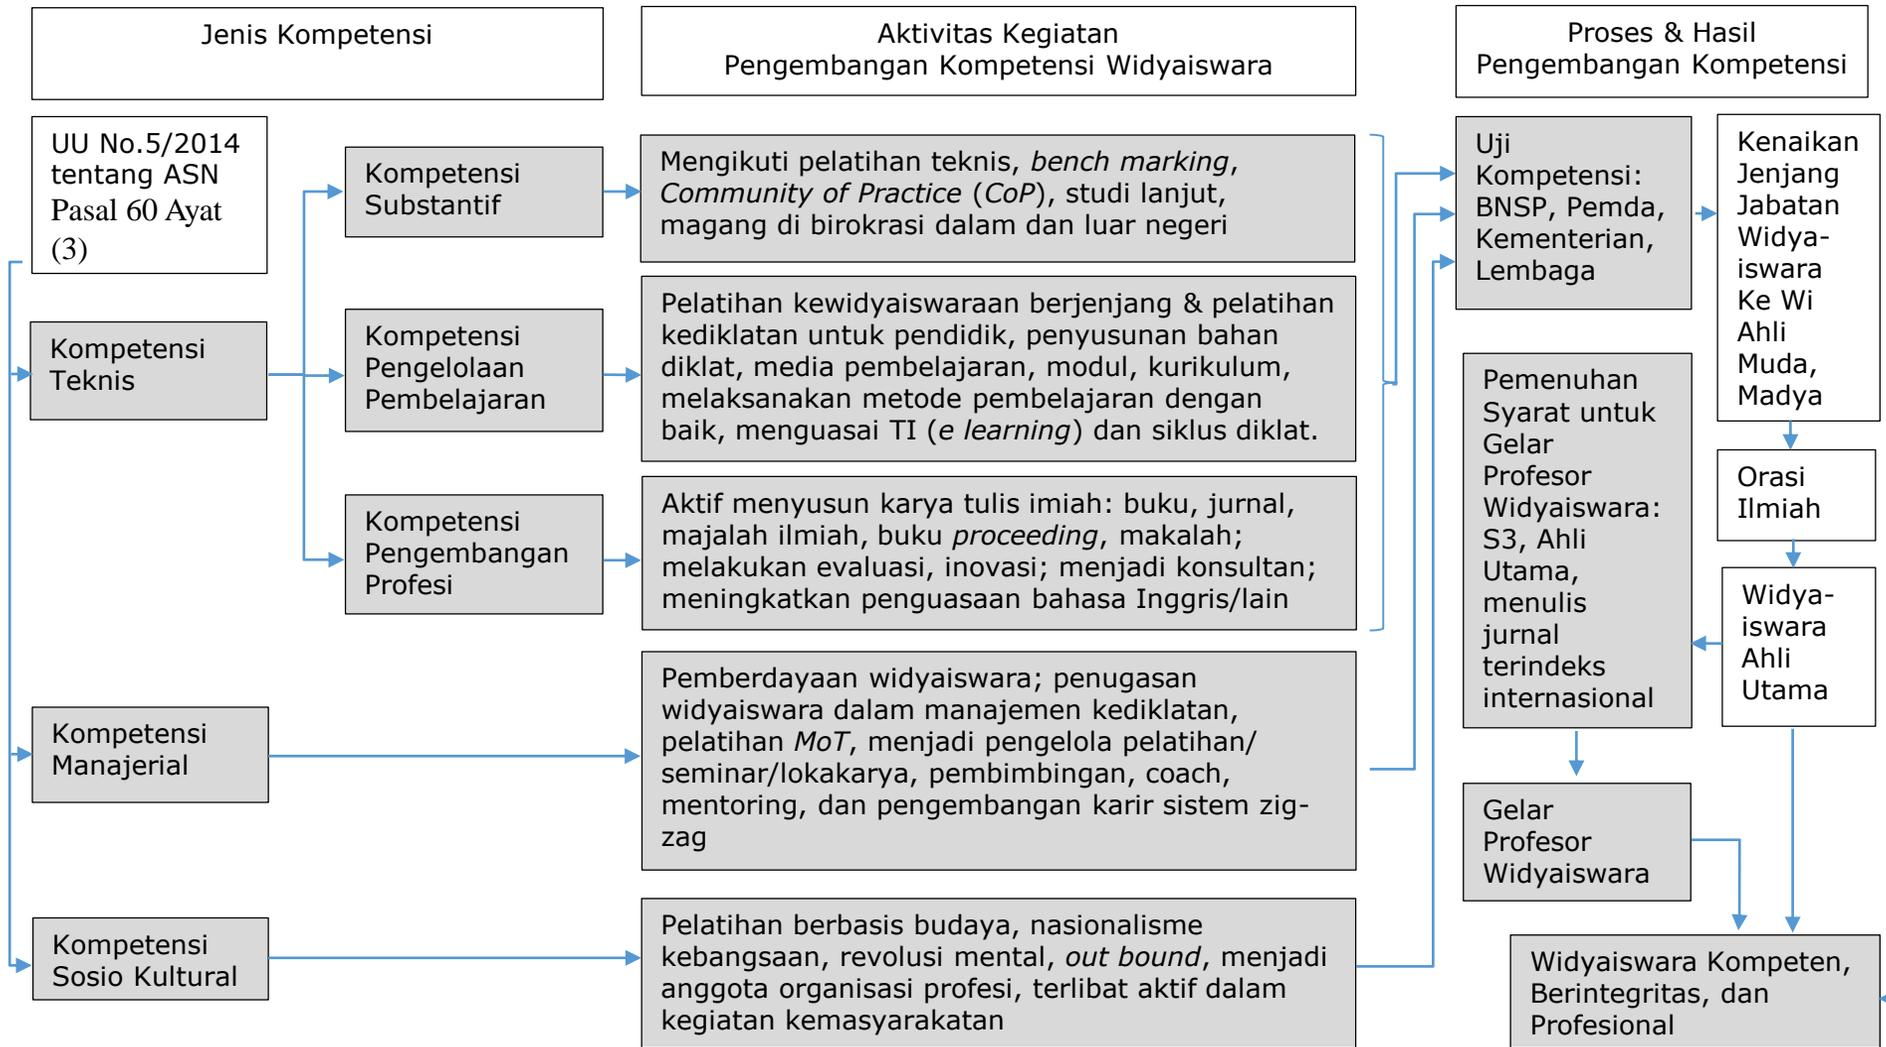 Jenis Kompetensi
Aktivitas Kegiatan
Pengembangan Kompetensi Widyaiswara
Proses & Hasil
Pengembangan Kompetensi
UU No.5/2014
tentang ASN
Pasal 60 Ayat
(3)
Kompetensi
Teknis
Kompetensi
Manajerial
Kompetensi
Sosio Kultural
Kompetensi
Substantif
Kompetensi
Pengelolaan
Pembelajaran
Kompetensi
Pengembangan
Profesi
Mengikuti pelatihan teknis, bench marking,
Community of Practice (CoP), studi lanjut,
magang di birokrasi dalam dan luar negeri
Pelatihan kewidyaiswaraan berjenjang & pelatihan
kediklatan untuk pendidik, penyusunan bahan
diklat, media pembelajaran, modul, kurikulum,
melaksanakan metode pembelajaran dengan
baik, menguasai TI (e learning) dan siklus diklat.
Aktif menyusun karya tulis imiah: buku, jurnal,
majalah ilmiah, buku proceeding, makalah;
melakukan evaluasi, inovasi; menjadi konsultan;
meningkatkan penguasaan bahasa Inggris/lain
Pemberdayaan widyaiswara; penugasan
widyaiswara dalam manajemen kediklatan,
pelatihan MoT, menjadi pengelola pelatihan/
seminar/lokakarya, pembimbingan, coach,
mentoring, dan pengembangan karir sistem zig-
zag
Pelatihan berbasis budaya, nasionalisme
kebangsaan, revolusi mental, out bound, menjadi
anggota organisasi profesi, terlibat aktif dalam
kegiatan kemasyarakatan
Uji
Kompetensi:
BNSP, Pemda,
Kementerian,
Lembaga
Kenaikan
Jenjang
Jabatan
Widya-
iswara
Ke Wi
Ahli
Muda,
Madya
Orasi
Ilmiah
Widya-
iswara
Ahli
Utama
Pemenuhan
Syarat untuk
Gelar
Profesor
Widyaiswara:
S3, Ahli
Utama,
menulis
jurnal
terindeks
internasional
Gelar
Profesor
Widyaiswara
Widyaiswara Kompeten,
Berintegritas, dan
Profesional